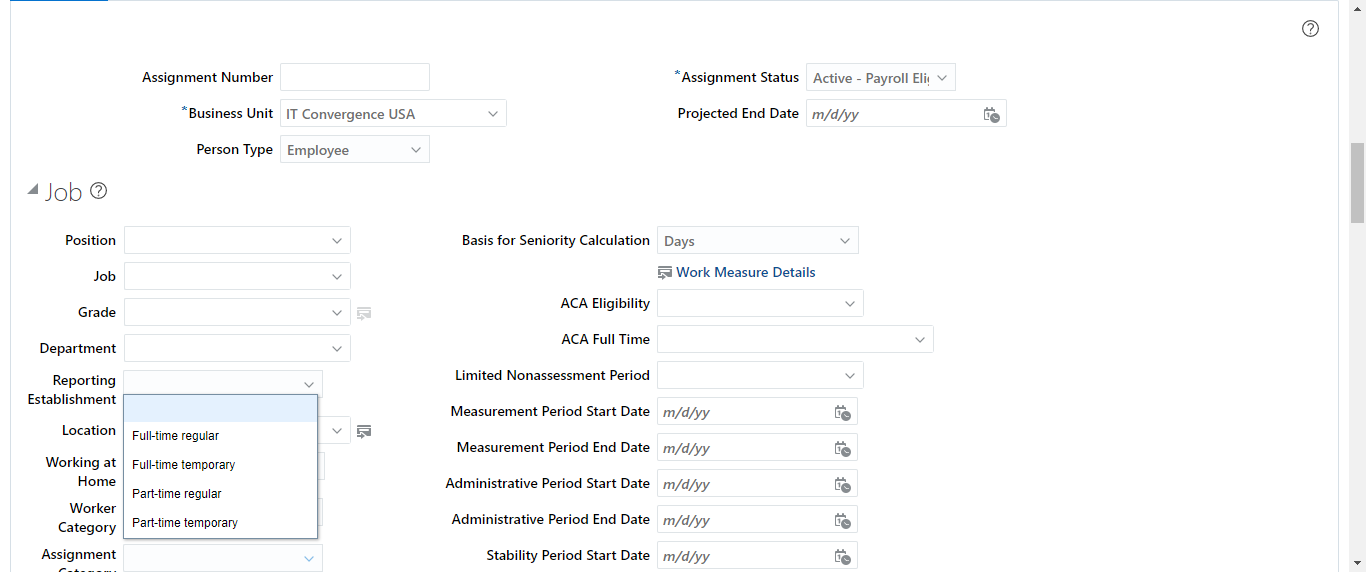 Assignment Number
*Assignment Status Active - Payroll Eli
*Business Unit IT Convergence USA
Projected End Date m/d/yy
Person Type Employee
Job
Position
Job
Grade
Department
Reporting
Establishment
Full-time regular
Full-time temporary
Part-time regular
Part-time temporary
Location
Working at
Home
Worker
Category
Assignment
Category
Basis for Seniority Calculation Days
Work Measure Details
ACA Eligibility
ACA Full Time
Limited Nonassessment Period
Measurement Period Start Date m/d/yy
Measurement Period End Date m/d/yy
Administrative Period Start Date m/d/yy
Administrative Period End Date m/d/yy
Stability Period Start Date m/d/yy